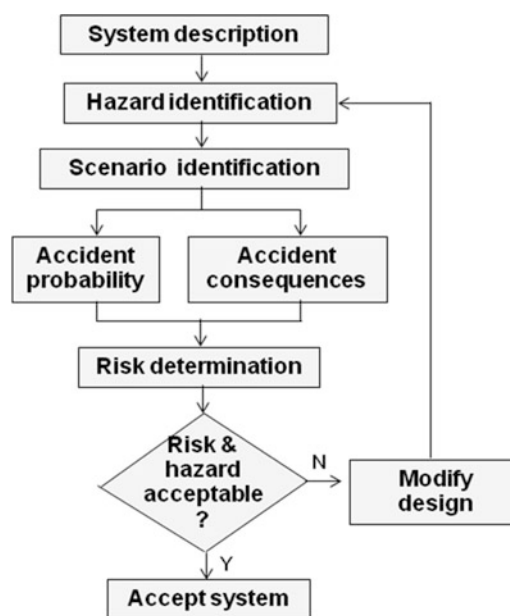 System description
Hazard identification
Scenario identification
Accident
probability
Accident
consequences
Risk determination
Risk &
hazard
acceptable
?
N
Modify
design
Y
Accept system